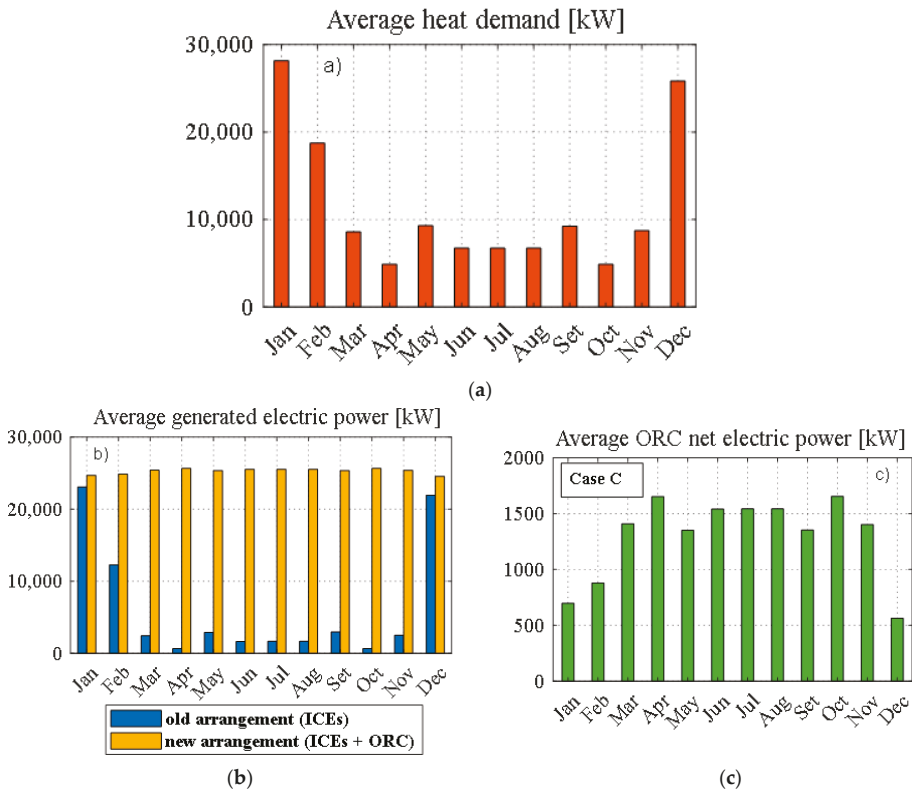 Average heat demand [kW]
30,000
a)
20,000
10,000
0
Jan Feb Mar Apr May Jun Jul Aug Set Oct Nov Dec
(a)
Average generated electric power [kW]
30,000
b)
20,000
10,000
0
Jan Feb Mar Apr May Jun Jul Aug Set Oct Nov Dec
old arrangement (ICEs)
new arrangement (ICEs + ORC)
(b)
Average ORC net electric power [kW]
2000
Case C
c)
1500
1000
500
0
Jan Feb Mar Apr May Jun Jul Aug Set Oct Nov Dec
(c)